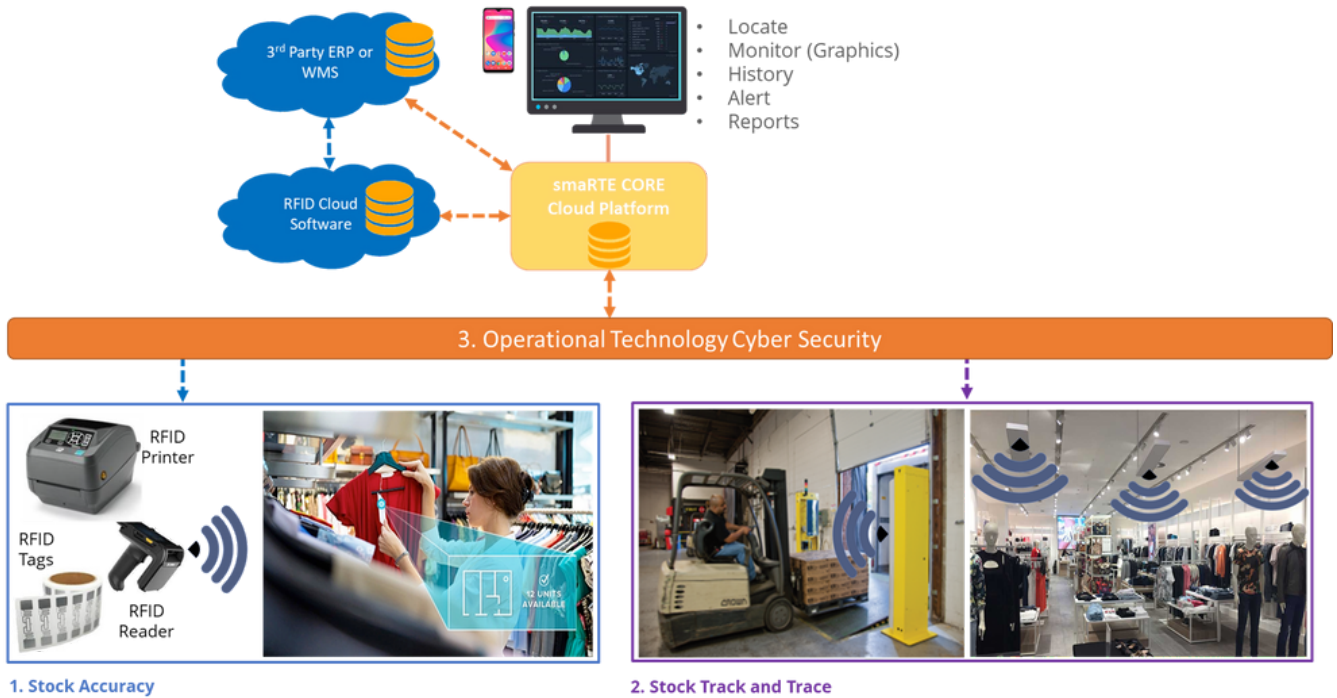 3rd Party ERP or
WMS
• Locate
• Monitor (Graphics)
• History
• Alert
• Reports
RFID Cloud
Software
smaRTE CORE
Cloud Platform
3. Operational Technology Cyber Security
RFID
Printer
RFID
Tags
RFID
Reader
12 UNITS
AVAILABLE
CROWN
1. Stock Accuracy
2. Stock Track and Trace